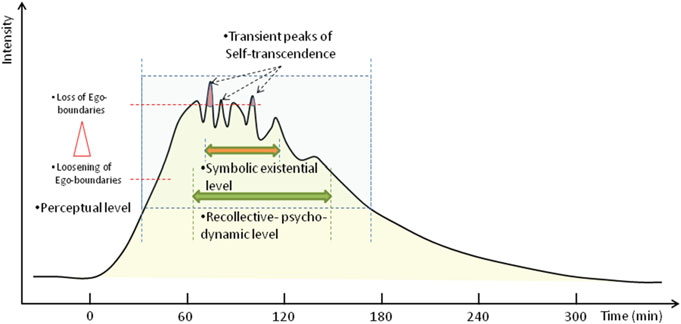 Intensity
•Transient peaks of
Self-transcendence
•Loss of Ego-
boundaries
•Loosening of
Ego-boundaries
•Symbolic existential
level
•Perceptual level
•Recollective- psycho-
dynamic level
0 60 120 180 240 300 Time (min)